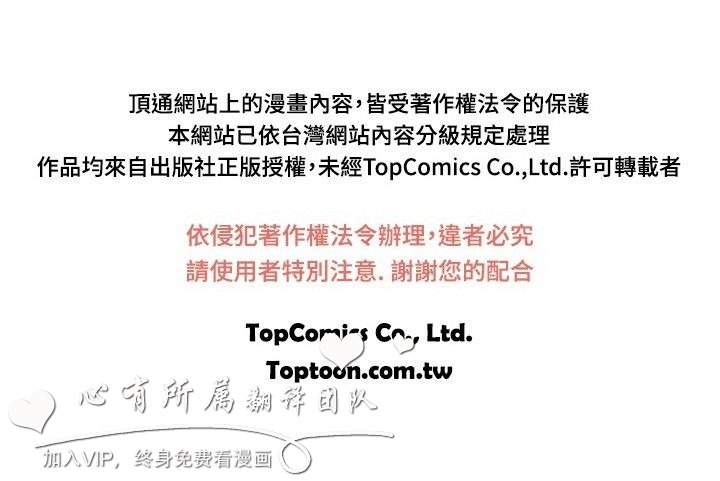 頂通網站上的漫畫內容，皆受著作權法令的保護
本網站已依台灣網站內容分級規定處理
作品均來自出版社正版授權，未經TopComics Co.,Ltd.許可轉載者
依侵犯著作權法令辦理，違者必究
請使用者特別注意. 謝謝您的配合
TopComics Co., Ltd.
Toptoon.com.tw
心有所属翻译团队
加入VIP，终身免费看漫画